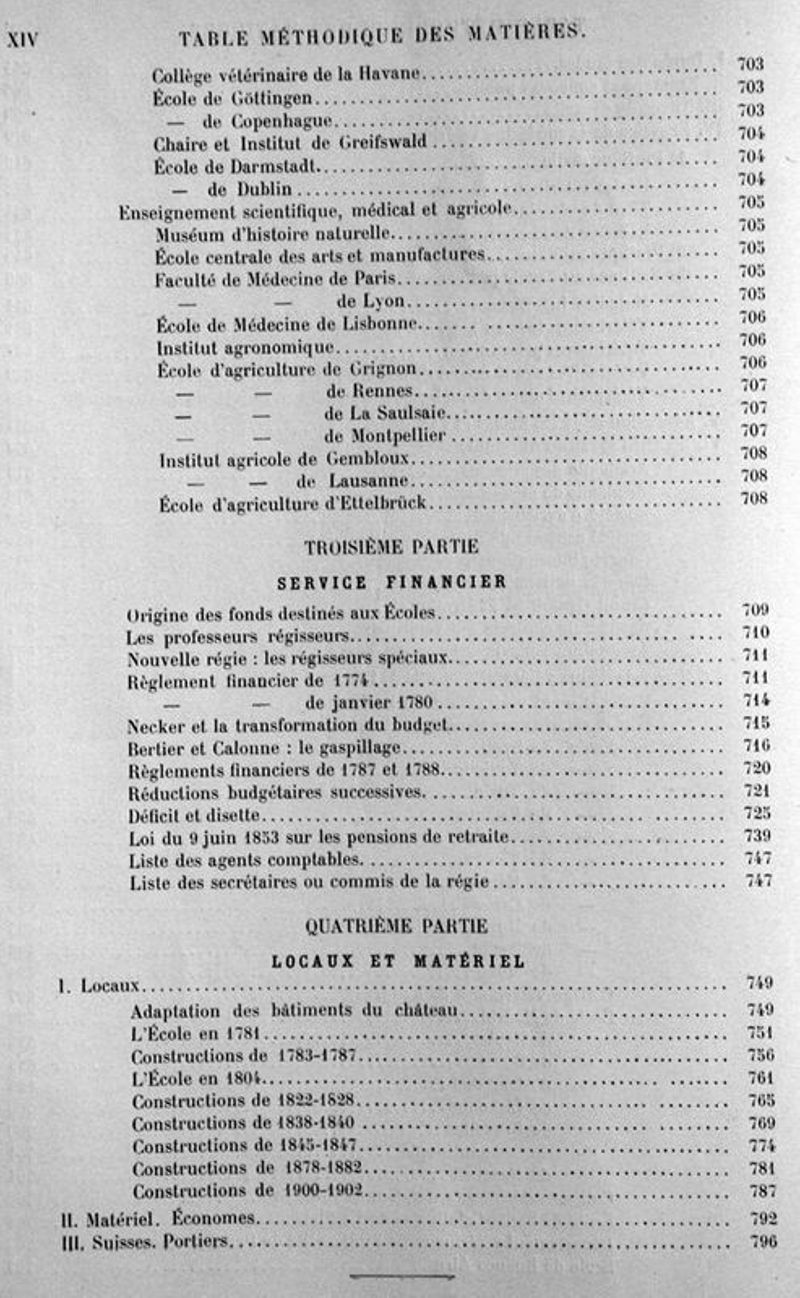 XIV TABLE MÉTHODIQUE DES MATIÈRES.
Collège vétérinaire de la Havane........ 703
École de Göttingen........ 703
— de Copenhague........ 703
Chaire et Institut de Greifswald........ 704
École de Darmstadt........ 704
— de Dublin........ 704
Enseignement scientifique, médical et agricole........ 705
Muséum d'histoire naturelle........ 705
École centrale des arts et manufactures........ 705
Faculté de Médecine de Paris........ 705
— — de Lyon........ 705
École de Médecine de Lisbonne........ 706
Institut agronomique........ 706
École d'agriculture de Grignon........ 706
— — de Rennes........ 707
— — de La Saulsaie........ 707
— — de Montpellier........ 707
Institut agricole de Gembloux........ 708
— — de Lausanne........ 708
École d'agriculture d'Ettelbrück........ 708
TROISIÈME PARTIE
SERVICE FINANCIER
Origine des fonds destinés aux Écoles........ 709
Les professeurs régisseurs........ 710
Nouvelle régie : les régisseurs spéciaux........ 711
Règlement financier de 1774........ 711
— — de janvier 1780........ 714
Necker et la transformation du budget........ 715
Bertier et Calonne : le gaspillage........ 716
Règlements financiers de 1787 et 1788........ 720
Réductions budgétaires successives........ 721
Déficit et disette........ 725
Loi du 9 juin 1853 sur les pensions de retraite........ 739
Liste des agents comptables........ 747
Liste des secrétaires ou commis de la régie........ 747
QUATRIÈME PARTIE
LOCAUX ET MATÉRIEL
I. Locaux........ 749
Adaptation des bâtiments du château........ 749
L'École en 1781........ 751
Constructions de 1783-1787........ 756
L'École en 1804........ 761
Constructions de 1822-1828........ 765
Constructions de 1838-1840........ 769
Constructions de 1845-1847........ 774
Constructions de 1878-1882........ 781
Constructions de 1900-1902........ 787
II. Matériel. Économes........ 792
III. Suisses. Portiers........ 796